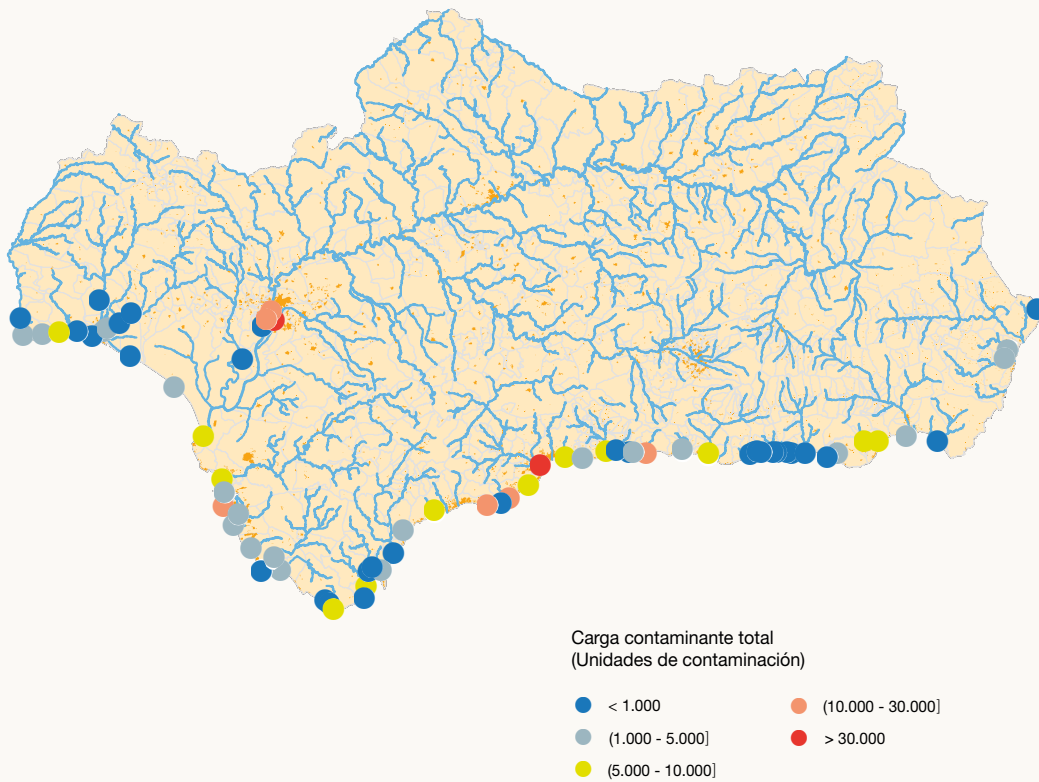 Carga contaminante total
(Unidades de contaminación)
< 1.000
(1.000 - 5.000]
(5.000 - 10.000]
(10.000 - 30.000]
> 30.000